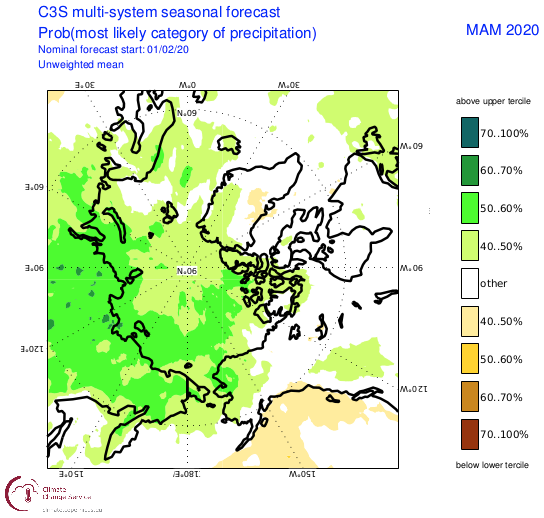 C3S multi-system seasonal forecast
Prob(most likely category of precipitation)
MAM 2020
Nominal forecast start: 01/02/20
Unweighted mean
30°E
0°W
30°W
60°N
60°W
60°E
90°E
90°N
90°W
120°E
120°W
150°E
180°E
150°W
above upper tercile
70..100%
60..70%
50..60%
40..50%
other
40..50%
50..60%
60..70%
70..100%
below lower tercile
Climate
Change Service